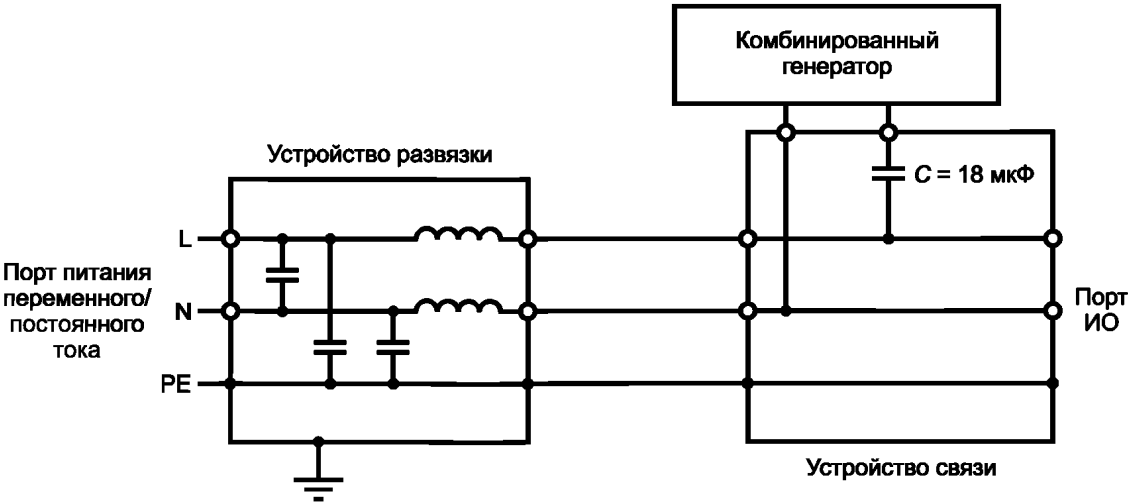 Комбинированный
генератор
Устройство развязки
C = 18 мкФ
L
Порт питания
переменного/
постоянного
тока
N
Порт
ИО
PE
Устройство связи